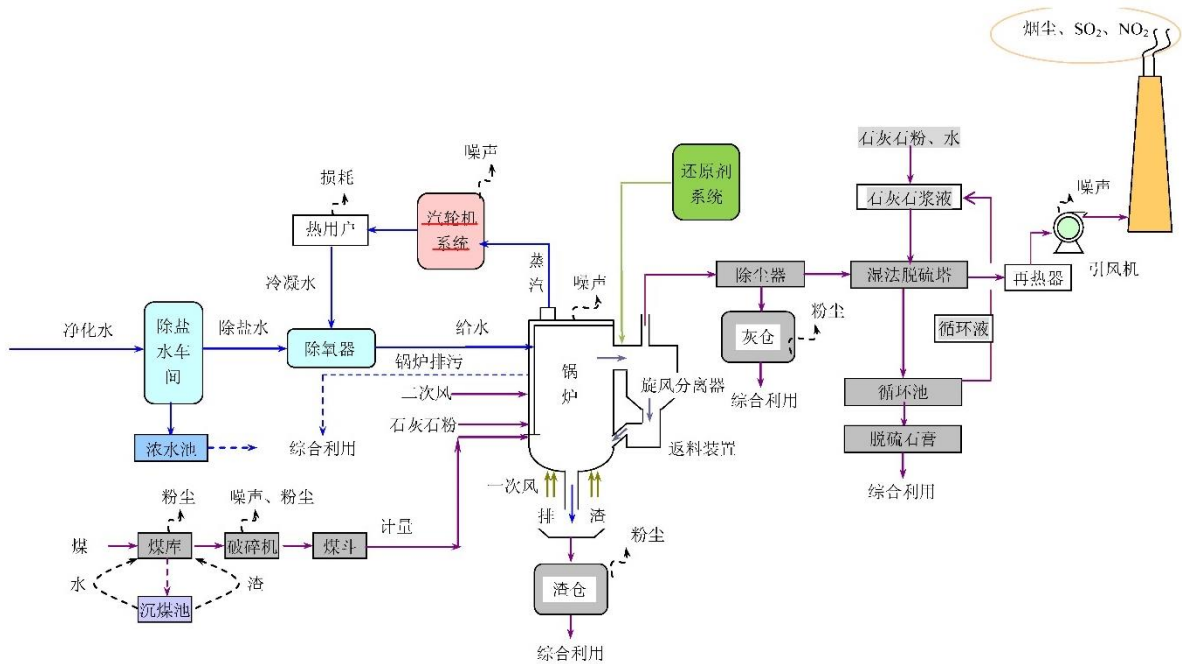 烟尘、SO₂、NO₂
石灰石粉、水
噪声
还原剂
系统
噪声
损耗
石灰石浆液
汽轮机
系统
热用户
引风机
蒸
汽
除尘器
湿法脱硫塔
再热器
冷凝水
噪声
粉尘
净化水
除盐
水车
间
除盐水
除氧器
给水
灰仓
循环液
锅炉排污
锅
炉
旋风分离器
二次风
综合利用
循环池
石灰石粉
浓水池
综合利用
返料装置
脱硫石膏
一次风
综合利用
粉尘
噪声、粉尘
计量
排
渣
粉尘
煤
煤库
破碎机
煤斗
水
渣
渣仓
沉煤池
综合利用